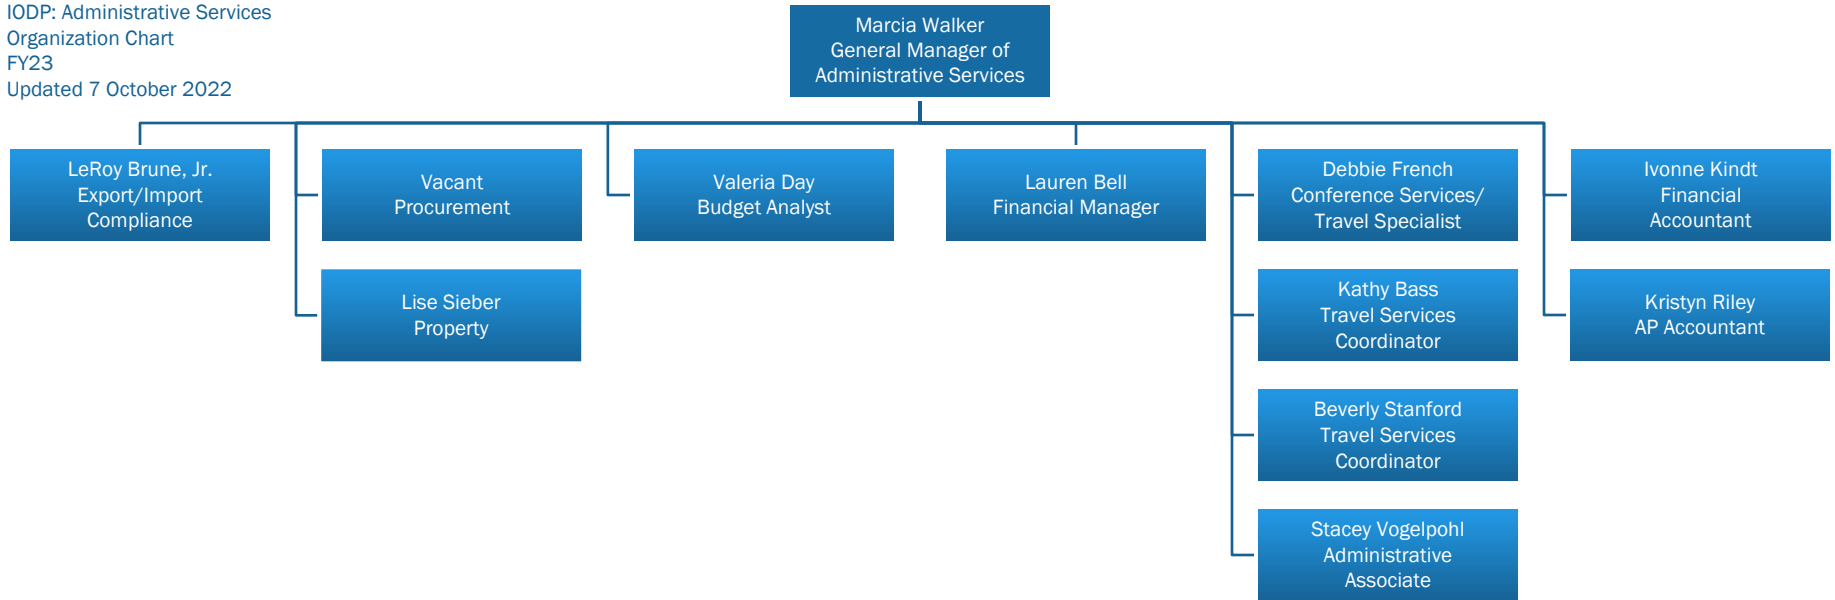 IODP: Administrative Services
Organization Chart
FY23
Updated 7 October 2022
Marcia Walker
General Manager of
Administrative Services
LeRoy Brune, Jr.
Export/Import
Compliance
Vacant
Procurement
Valeria Day
Budget Analyst
Lauren Bell
Financial Manager
Debbie French
Conference Services/
Travel Specialist
Ivonne Kindt
Financial
Accountant
Lise Sieber
Property
Kathy Bass
Travel Services
Coordinator
Kristyn Riley
AP Accountant
Beverly Stanford
Travel Services
Coordinator
Stacey Vogelpohl
Administrative
Associate